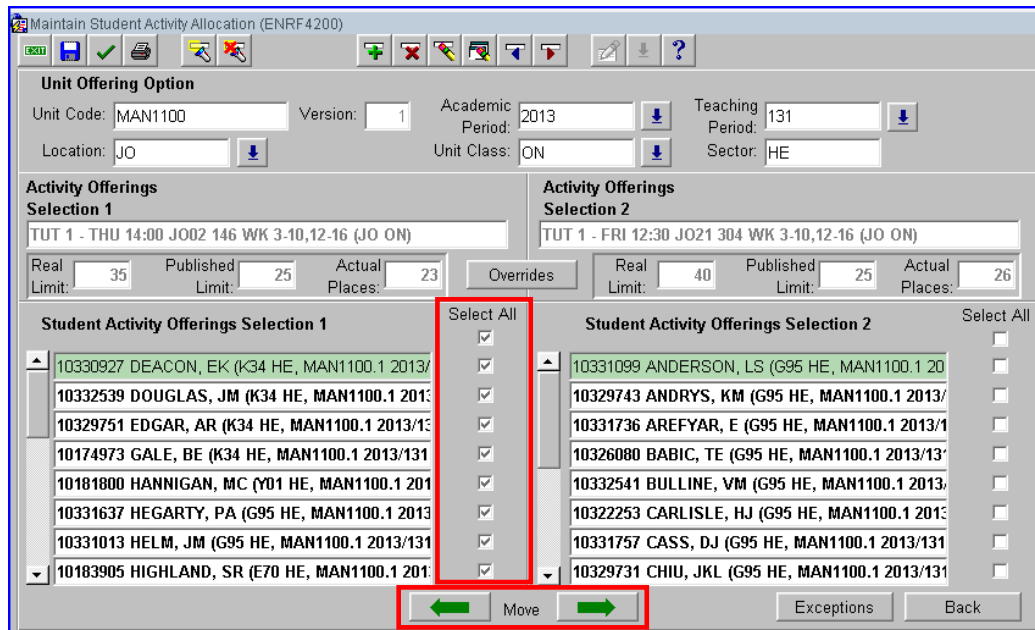 Maintain Student Activity Allocation (ENRF4200)
EXIT
?
Unit Offering Option
Unit Code: MAN1100 Version: 1 Academic Period: 2013 Teaching Period: 131
Location: JO Unit Class: ON Sector: HE
Activity Offerings Activity Offerings
Selection 1 Selection 2
TUT 1 - THU 14:00 JO02 146 WK 3-10,12-16 (JO ON) TUT 1 - FRI 12:30 JO21 304 WK 3-10,12-16 (JO ON)
Real Limit: 35 Published Limit: 25 Actual Places: 23 Overrides Real Limit: 40 Published Limit: 25 Actual Places: 26
Student Activity Offerings Selection 1 Select All Student Activity Offerings Selection 2 Select All
10330927 DEACON, EK (K34 HE, MAN1100.1 2013/ 10331099 ANDERSON, LS (G95 HE, MAN1100.1 20
10332539 DOUGLAS, JM (K34 HE, MAN1100.1 2013 10329743 ANDRYS, KM (G95 HE, MAN1100.1 2013/
10329751 EDGAR, AR (K34 HE, MAN1100.1 2013/13 10331736 AREFYAR, E (G95 HE, MAN1100.1 2013/1
10174973 GALE, BE (K34 HE, MAN1100.1 2013/131 10326080 BABIC, TE (G95 HE, MAN1100.1 2013/131
10181800 HANNIGAN, MC (Y01 HE, MAN1100.1 201 10332541 BULLINE, VM (G95 HE, MAN1100.1 2013/
10331637 HEGARTY, PA (G95 HE, MAN1100.1 2013 10322253 CARLISLE, HJ (G95 HE, MAN1100.1 2013
10331013 HELM, JM (G95 HE, MAN1100.1 2013/131 10331757 CASS, DJ (G95 HE, MAN1100.1 2013/131
10183905 HIGHLAND, SR (E70 HE, MAN1100.1 201 10329731 CHIU, JKL (G95 HE, MAN1100.1 2013/131
Move Exceptions Back